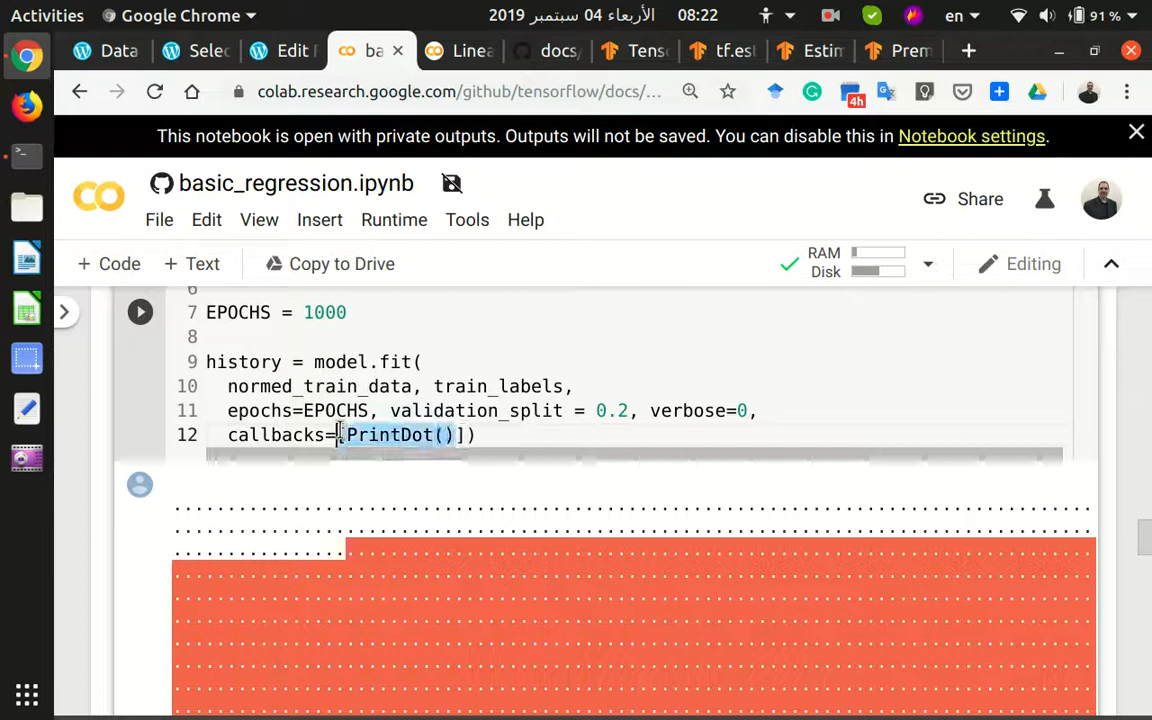 Activities Google Chrome الأربعاء 04 سبتمبر 2019 08:22 en 91 %
Data Selec Edit F ba Linea docs/ Tenso tf.est Estim Prem
colab.research.google.com/github/tensorflow/docs/... 4h
This notebook is open with private outputs. Outputs will not be saved. You can disable this in Notebook settings.
basic_regression.ipynb
Share
File Edit View Insert Runtime Tools Help
+ Code + Text Copy to Drive RAM Disk Editing
6
7 EPOCHS = 1000
8
9 history = model.fit(
10 normed_train_data, train_labels,
11 epochs=EPOCHS, validation_split = 0.2, verbose=0,
12 callbacks=[PrintDot()])